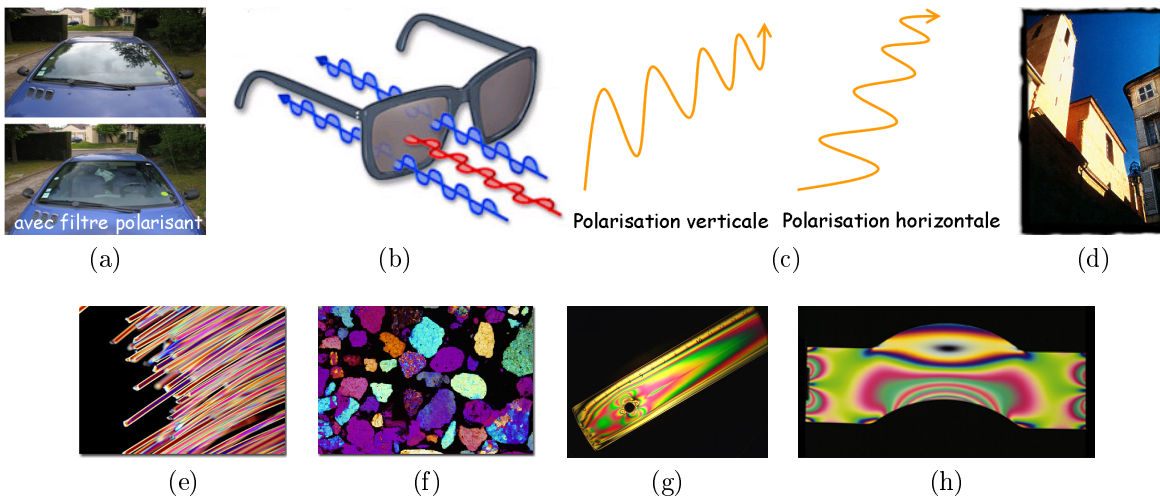 avec filtre polarisant
Polarisation verticale
Polarisation horizontale
(a)
(b)
(c)
(d)
(e)
(f)
(g)
(h)